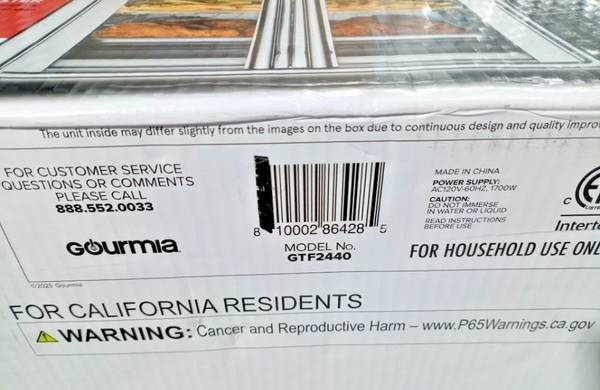 The unit inside may differ slightly from the images on the box due to continuous design and quality impro
FOR CUSTOMER SERVICE
QUESTIONS OR COMMENTS
PLEASE CALL
888.552.0033
GOURMIA
8 10002 86428 5
MODEL No.
GTF2440
MADE IN CHINA
POWER SUPPLY:
AC120V-60HZ, 1700W
CAUTION:
DO NOT IMMERSE
IN WATER OR LIQUID
READ INSTRUCTIONS
BEFORE USE
C
Interte
FOR HOUSEHOLD USE ONL
©2023 Gourmia
FOR CALIFORNIA RESIDENTS
WARNING: Cancer and Reproductive Harm – www.P65Warnings.ca.gov